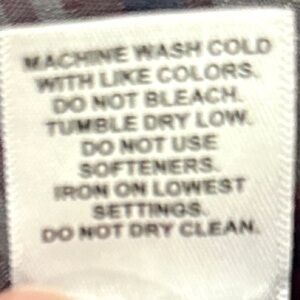 MACHINE WASH COLD
WITH LIKE COLORS.
DO NOT BLEACH.
TUMBLE DRY LOW.
DO NOT USE
SOFTENERS.
IRON ON LOWEST
SETTINGS.
DO NOT DRY CLEAN.